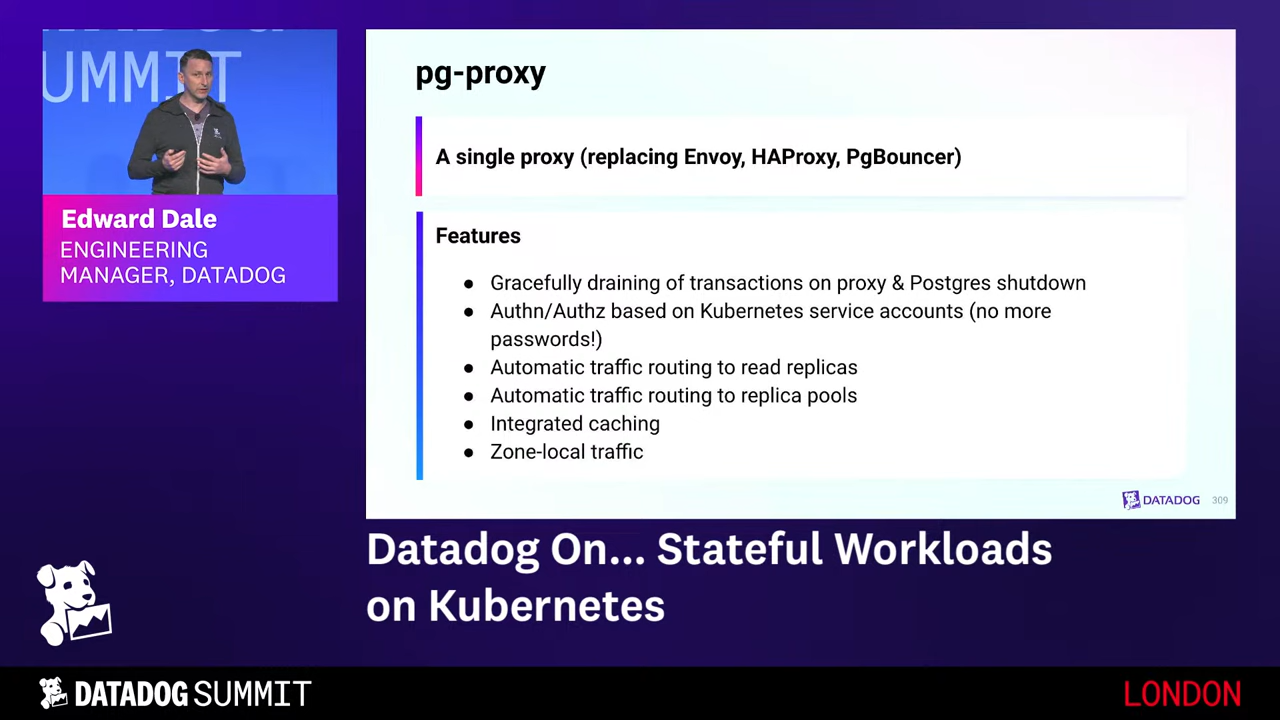 UMMIT
Edward Dale
ENGINEERING
MANAGER, DATADOG
pg-proxy
A single proxy (replacing Envoy, HAProxy, PgBouncer)
Features
● Gracefully draining of transactions on proxy & Postgres shutdown
● Authn/Authz based on Kubernetes service accounts (no more
passwords!)
● Automatic traffic routing to read replicas
● Automatic traffic routing to replica pools
● Integrated caching
● Zone-local traffic
DATADOG 309
Datadog On... Stateful Workloads
on Kubernetes
DATADOG SUMMIT
LONDON